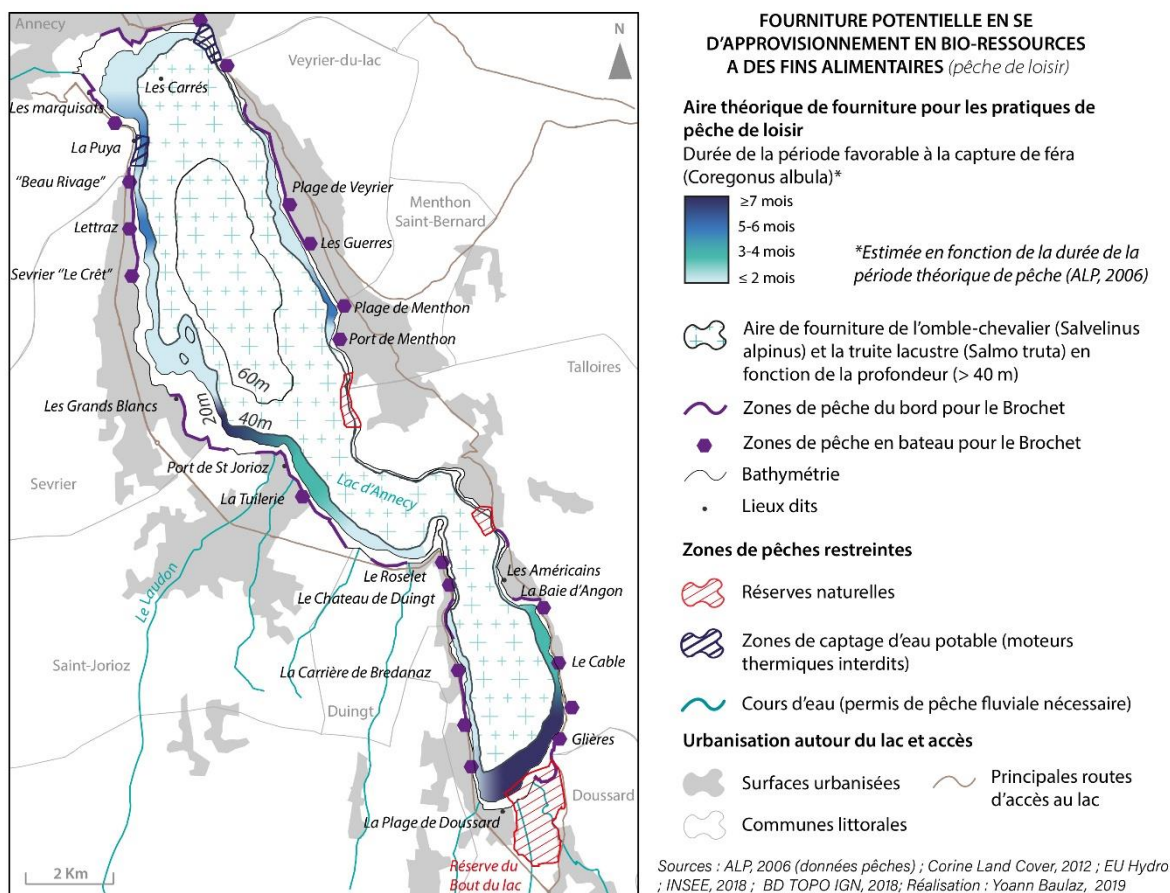 Annecy
N
Veyrier-du-lac
Les Carrés
Les marquisats
La Puya
"Beau Rivage"
Plage de Veyrier
Menthon
Saint-Bernard
Lettraz
Les Guerres
Sevrier "Le Crêt"
Plage de Menthon
Port de Menthon
Talloires
60m
20m
40m
Les Grands Blancs
Port de St Jorioz
Lac d'Annecy
Sevrier
La Tuilerie
Le Laudon
Le Roselet
Les Américains
Le Chateau de Duingt
La Baie d'Angon
Saint-Jorioz
La Carrière de Bredanaz
Le Cable
Duingt
Glières
Doussard
La Plage de Doussard
2 Km
Réserve du
Bout du lac
FOURNITURE POTENTIELLE EN SE
D'APPROVISIONNEMENT EN BIO-RESSOURCES
A DES FINS ALIMENTAIRES (pêche de loisir)
Aire théorique de fourniture pour les pratiques de
pêche de loisir
Durée de la période favorable à la capture de féra
(Coregonus albula)*
≥7 mois
5-6 mois
3-4 mois
≤ 2 mois
*Estimée en fonction de la durée de la
période théorique de pêche (ALP, 2006)
Aire de fourniture de l'omble-chevalier (Salvelinus
alpinus) et la truite lacustre (Salmo truta) en
fonction de la profondeur (> 40 m)
Zones de pêche du bord pour le Brochet
Zones de pêche en bateau pour le Brochet
Bathymétrie
Lieux dits
Zones de pêches restreintes
Réserves naturelles
Zones de captage d'eau potable (moteurs
thermiques interdits)
Cours d'eau (permis de pêche fluviale nécessaire)
Urbanisation autour du lac et accès
Surfaces urbanisées
Principales routes
d'accès au lac
Communes littorales
Sources : ALP, 2006 (données pêches) ; Corine Land Cover, 2012 ; EU Hydro
; INSEE, 2018 ; BD TOPO IGN, 2018; Réalisation : Yoann Baulaz, 2019